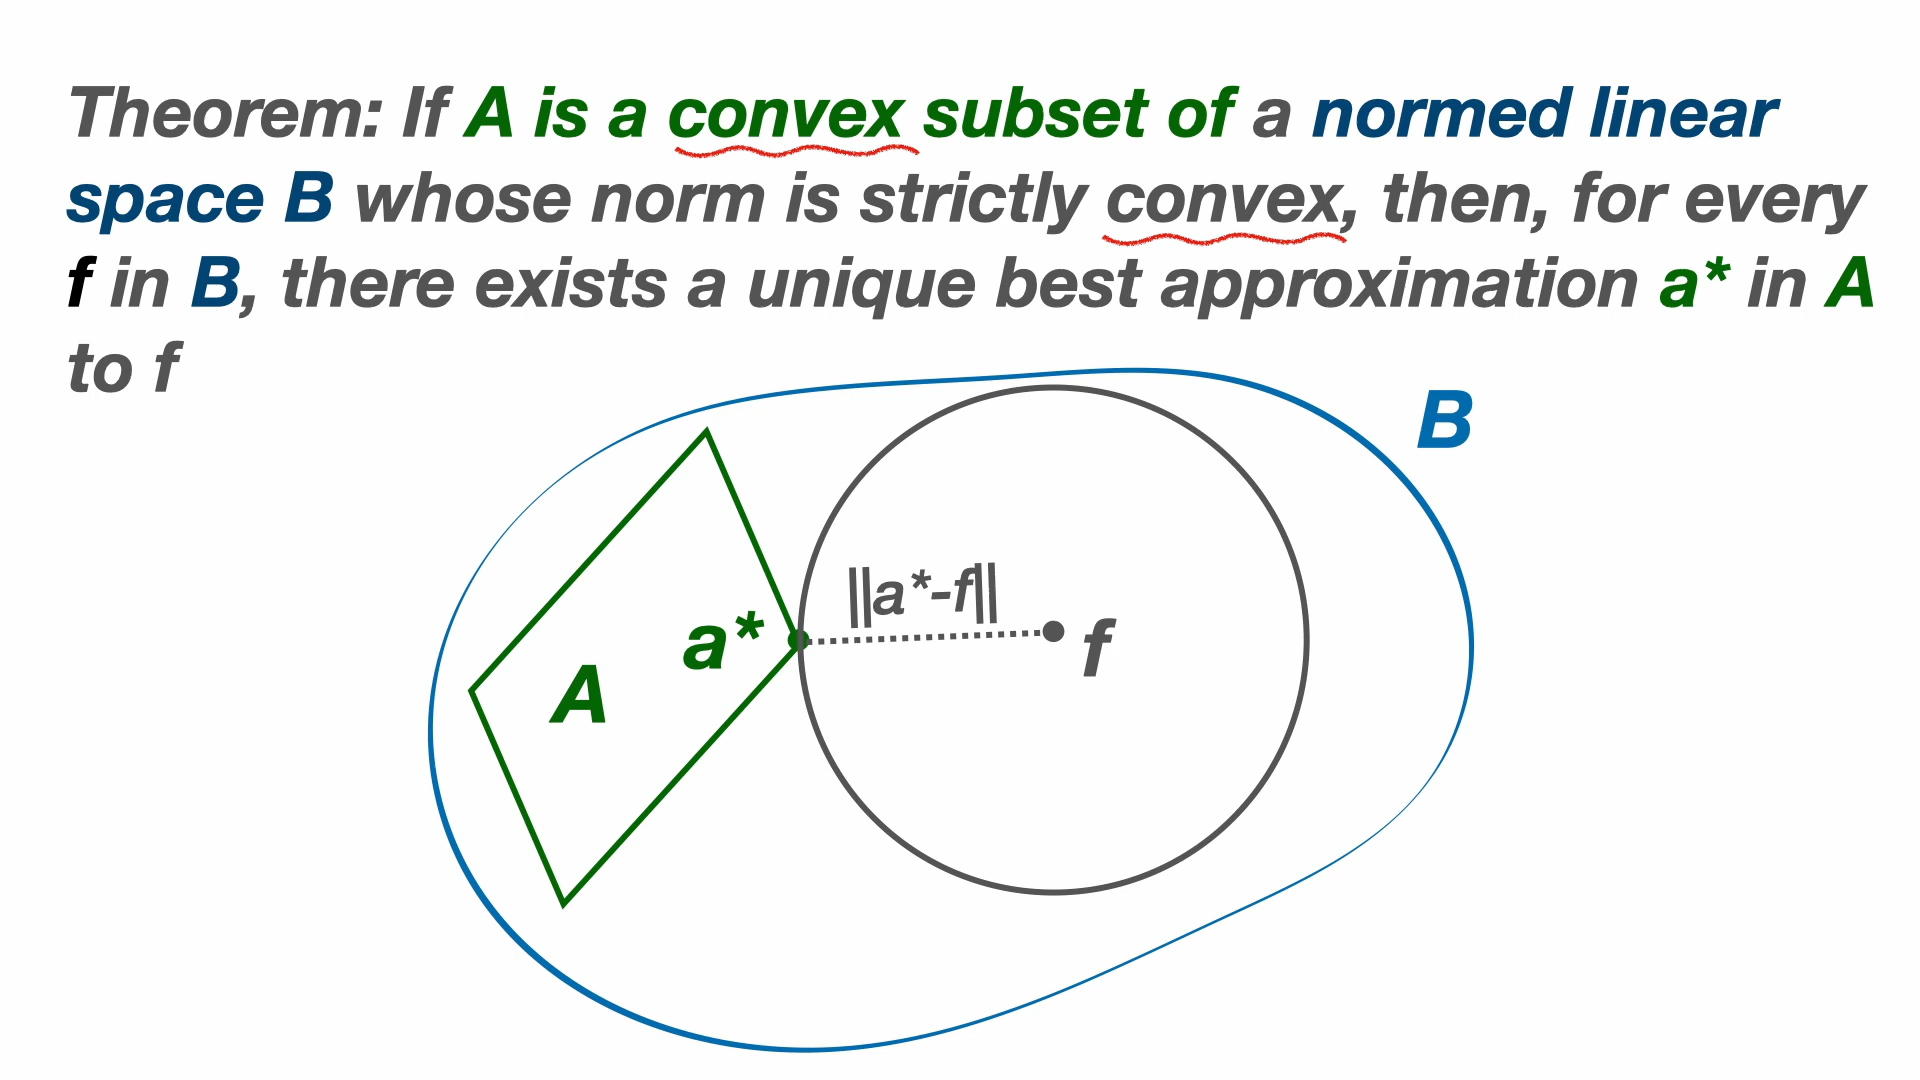 Theorem: If A is a convex subset of a normed linear
space B whose norm is strictly convex, then, for every
f in B, there exists a unique best approximation a* in A
to f
B
||a*-f||
a*
f
A